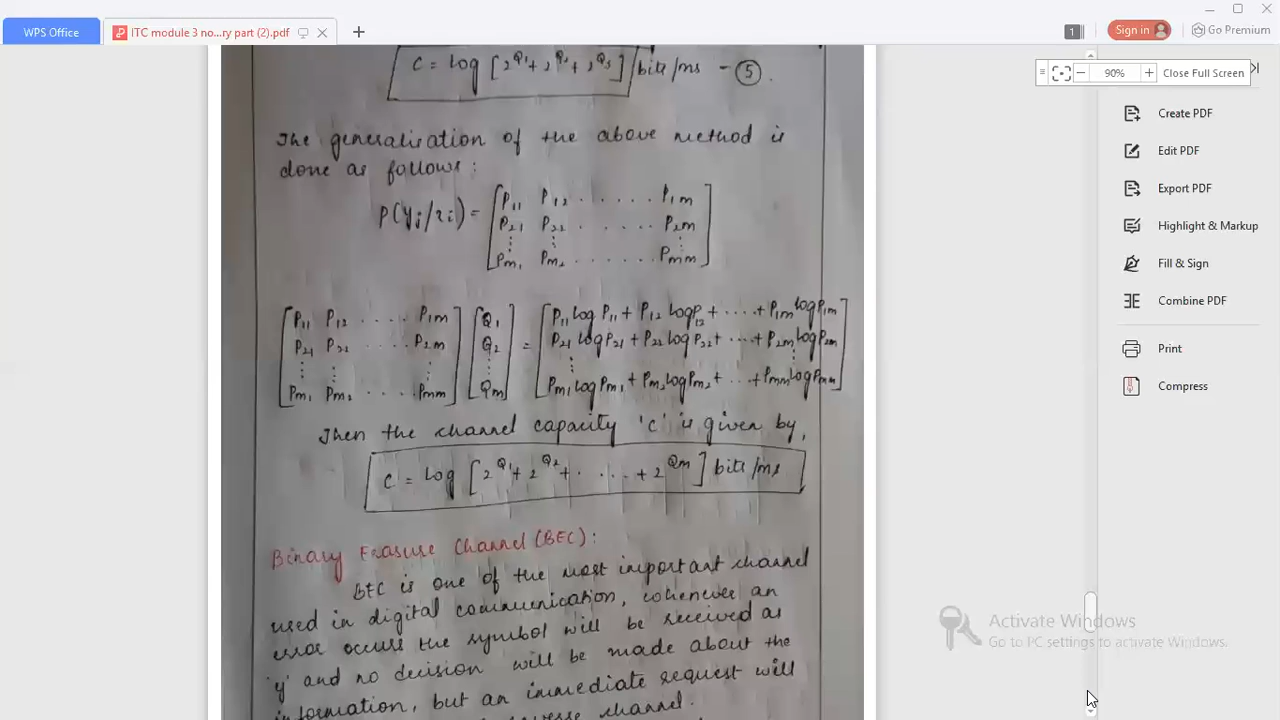 WPS Office
ITC module 3 no...ry part (2).pdf
1
Sign in
Go Premium
90%
Close Full Screen
C = log [2^Q1 + 2^Q2 + 2^Q3] bits/ms - (5).
The generalisation of the above method is
done as follows:
P(yj/xi) = [P11 P12 ...... P1m
P21 P22 ...... P2m
⋮ ⋮ ⋮
Pm1 Pm2 ...... Pmm]
[P11 P12 .... P1m] [Q1] = [P11 log P11 + P12 log P12 + ....+ P1m log P1m]
[P21 P22 .... P2m] [Q2] [P21 log P21 + P22 log P22 + ....+ P2m log P2m]
⋮ ⋮ ⋮ ⋮ ⋮
[Pm1 Pm2 .... Pmm] [Qm] [Pm1 log Pm1 + Pm2 log Pm2 + ...+ Pmm log Pmm]
Then the channel capacity 'c' is given by,
C = log [2^Q1 + 2^Q2 + ..... + 2^Qm] bits/ms
Binary Erasure Channel (BEC):
BEC is one of the most important channel
used in digital communication, whenever an
error occurs the symbol will be received as
'y' and no decision will be made about the
information, but an immediate request will
channel.
Create PDF
Edit PDF
Export PDF
Highlight & Markup
Fill & Sign
Combine PDF
Print
Compress
Activate Windows
Go to PC settings to activate Windows.